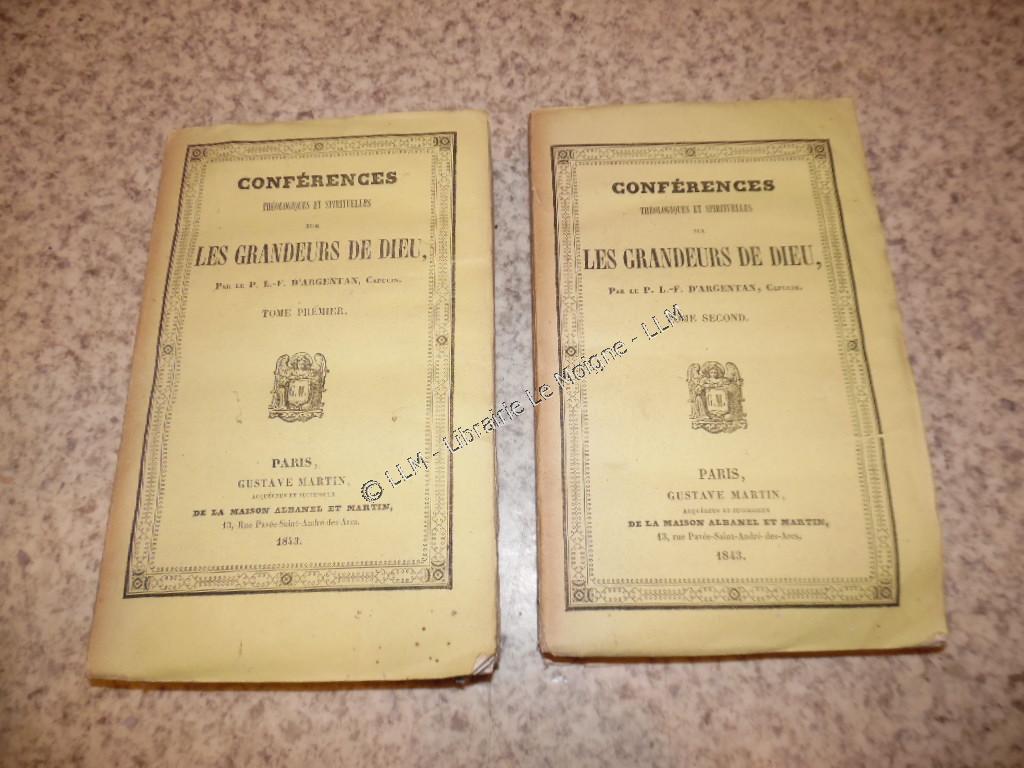 CONFÉRENCES
THÉOLOGIQUES ET SPIRITUELLES
SUR
LES GRANDEURS DE DIEU,
PAR LE P. L.-F. D'ARGENTAN, CAPUCIN.
TOME PRÉMIER.
G. M.
PARIS,
GUSTAVE MARTIN,
ACQUÉREUR ET SUCCESSEUR
DE LA MAISON ALBANEL ET MARTIN,
13, Rue Pavée-Saint-André-des-Arcs.
1843.
CONFÉRENCES
THÉOLOGIQUES ET SPIRITUELLES
SUR
LES GRANDEURS DE DIEU,
PAR LE P. L.-F. D'ARGENTAN, CAPUCIN.
TOME SECOND.
G. M.
PARIS,
GUSTAVE MARTIN,
ACQUÉREUR ET SUCCESSEUR
DE LA MAISON ALBANEL ET MARTIN,
13, rue Pavée-Saint-André-des-Arcs.
1843.
© LLM - Librairie Le Moigne - LLM